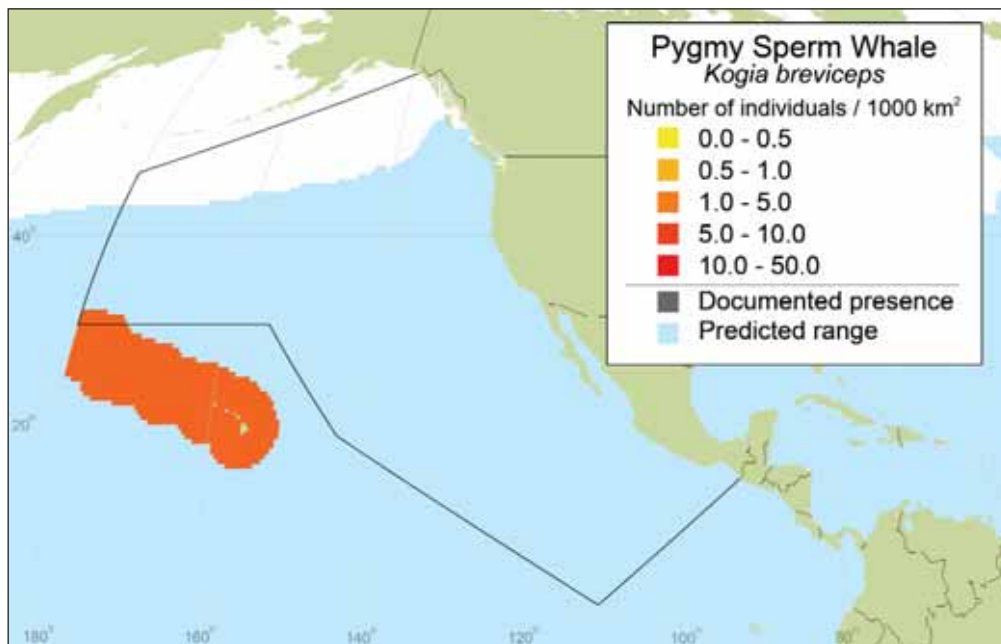 Pygmy Sperm Whale
Kogia breviceps
Number of individuals / 1000 km²
0.0 - 0.5
0.5 - 1.0
1.0 - 5.0
5.0 - 10.0
10.0 - 50.0
Documented presence
Predicted range
40°
20°
180° 160° 140° 120° 100° 80°